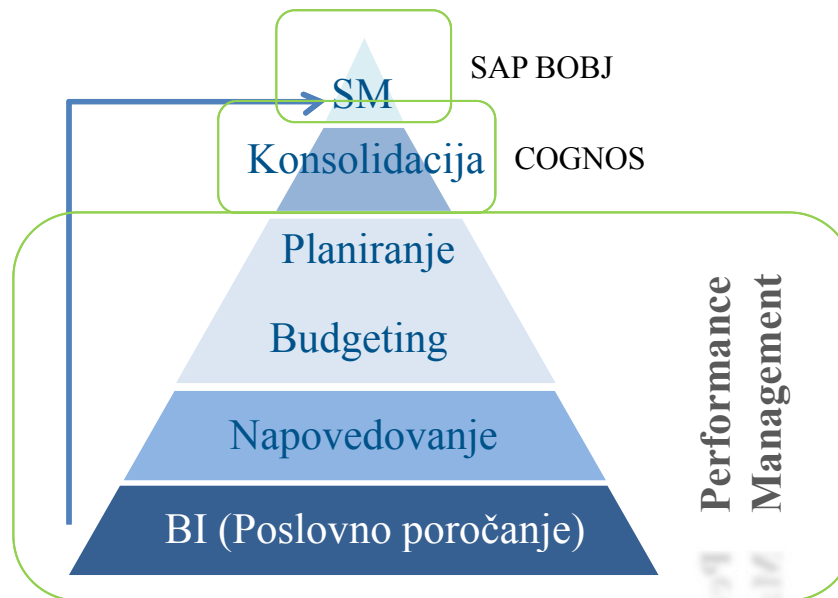 SM
SAP BOBJ
Konsolidacija
COGNOS
Planiranje
Budgeting
Napovedovanje
BI (Poslovno poročanje)
Performance
Management